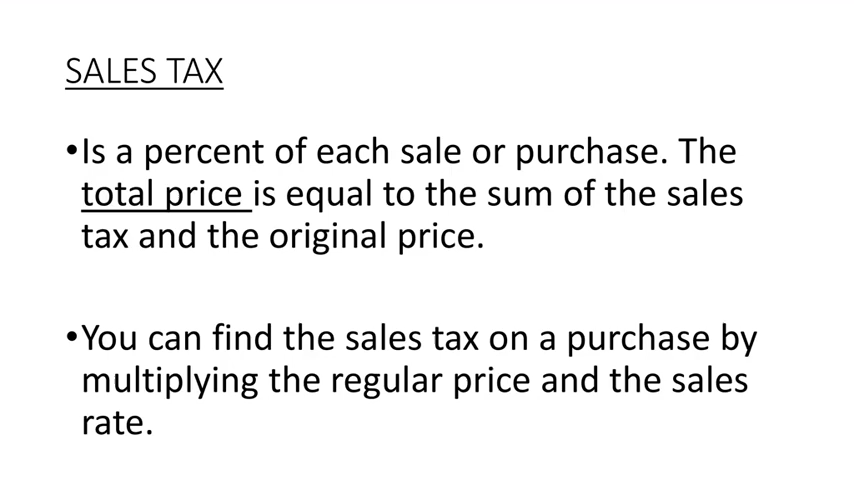 SALES TAX
•Is a percent of each sale or purchase. The
total price is equal to the sum of the sales
tax and the original price.
•You can find the sales tax on a purchase by
multiplying the regular price and the sales
rate.